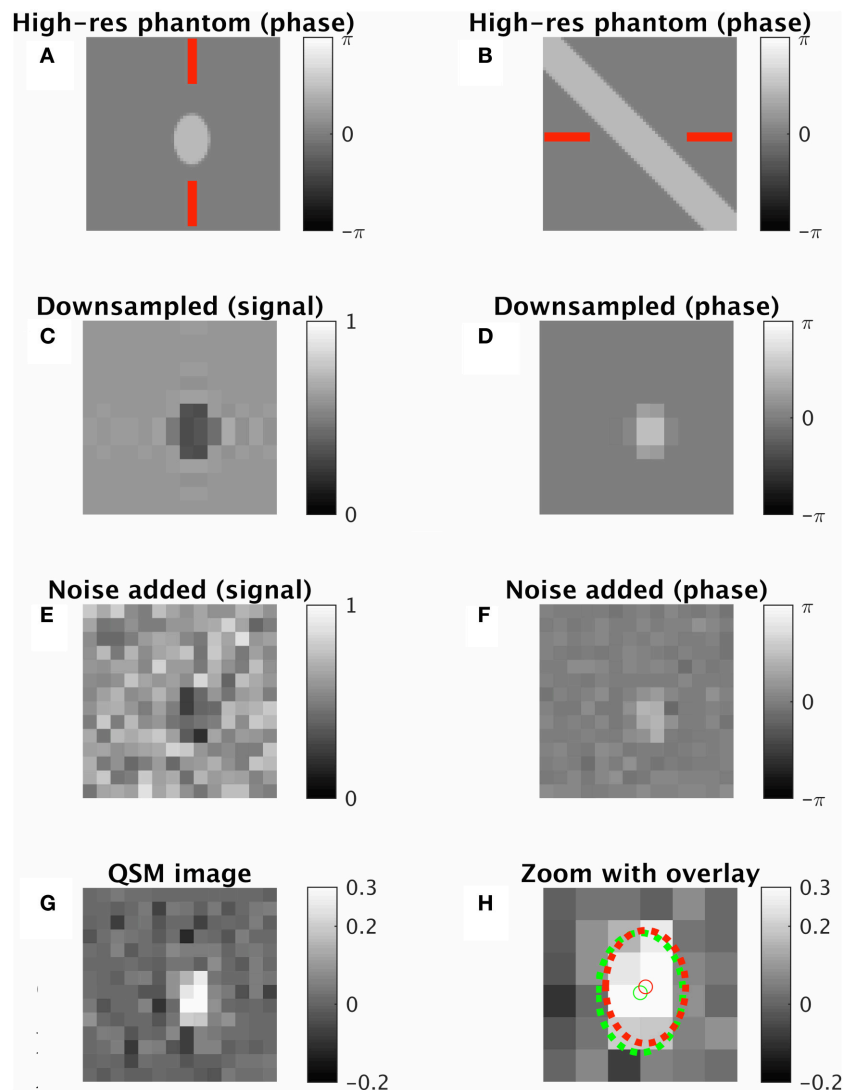 High-res phantom (phase)
High-res phantom (phase)
A
B
π
0
-π
π
0
-π
Downsampled (signal)
Downsampled (phase)
C
D
1
0
π
0
-π
Noise added (signal)
Noise added (phase)
E
F
1
0
π
0
-π
QSM image
Zoom with overlay
G
H
0.3
0.2
0
-0.2
0.3
0.2
0
-0.2